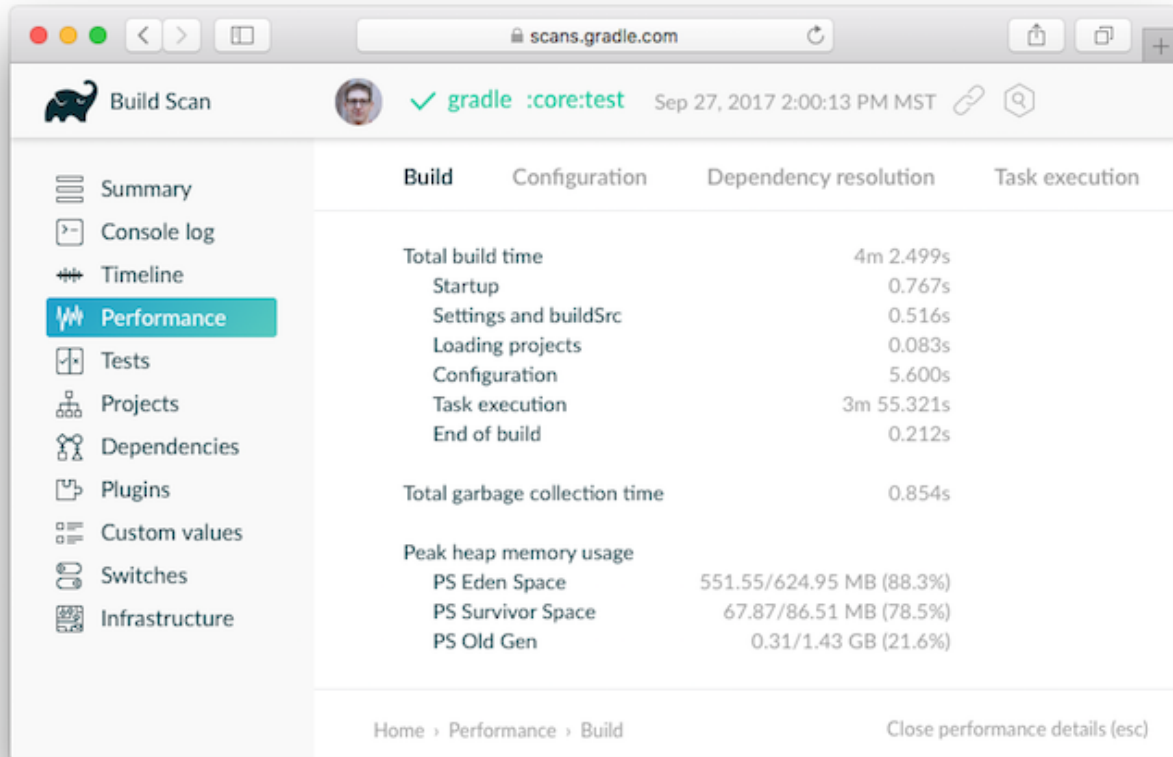 scans.gradle.com
Build Scan
gradle :core:test Sep 27, 2017 2:00:13 PM MST
Summary
Console log
Timeline
Performance
Tests
Projects
Dependencies
Plugins
Custom values
Switches
Infrastructure
Build Configuration Dependency resolution Task execution
Total build time 4m 2.499s
Startup 0.767s
Settings and buildSrc 0.516s
Loading projects 0.083s
Configuration 5.600s
Task execution 3m 55.321s
End of build 0.212s
Total garbage collection time 0.854s
Peak heap memory usage
PS Eden Space 551.55/624.95 MB (88.3%)
PS Survivor Space 67.87/86.51 MB (78.5%)
PS Old Gen 0.31/1.43 GB (21.6%)
Home › Performance › Build Close performance details (esc)